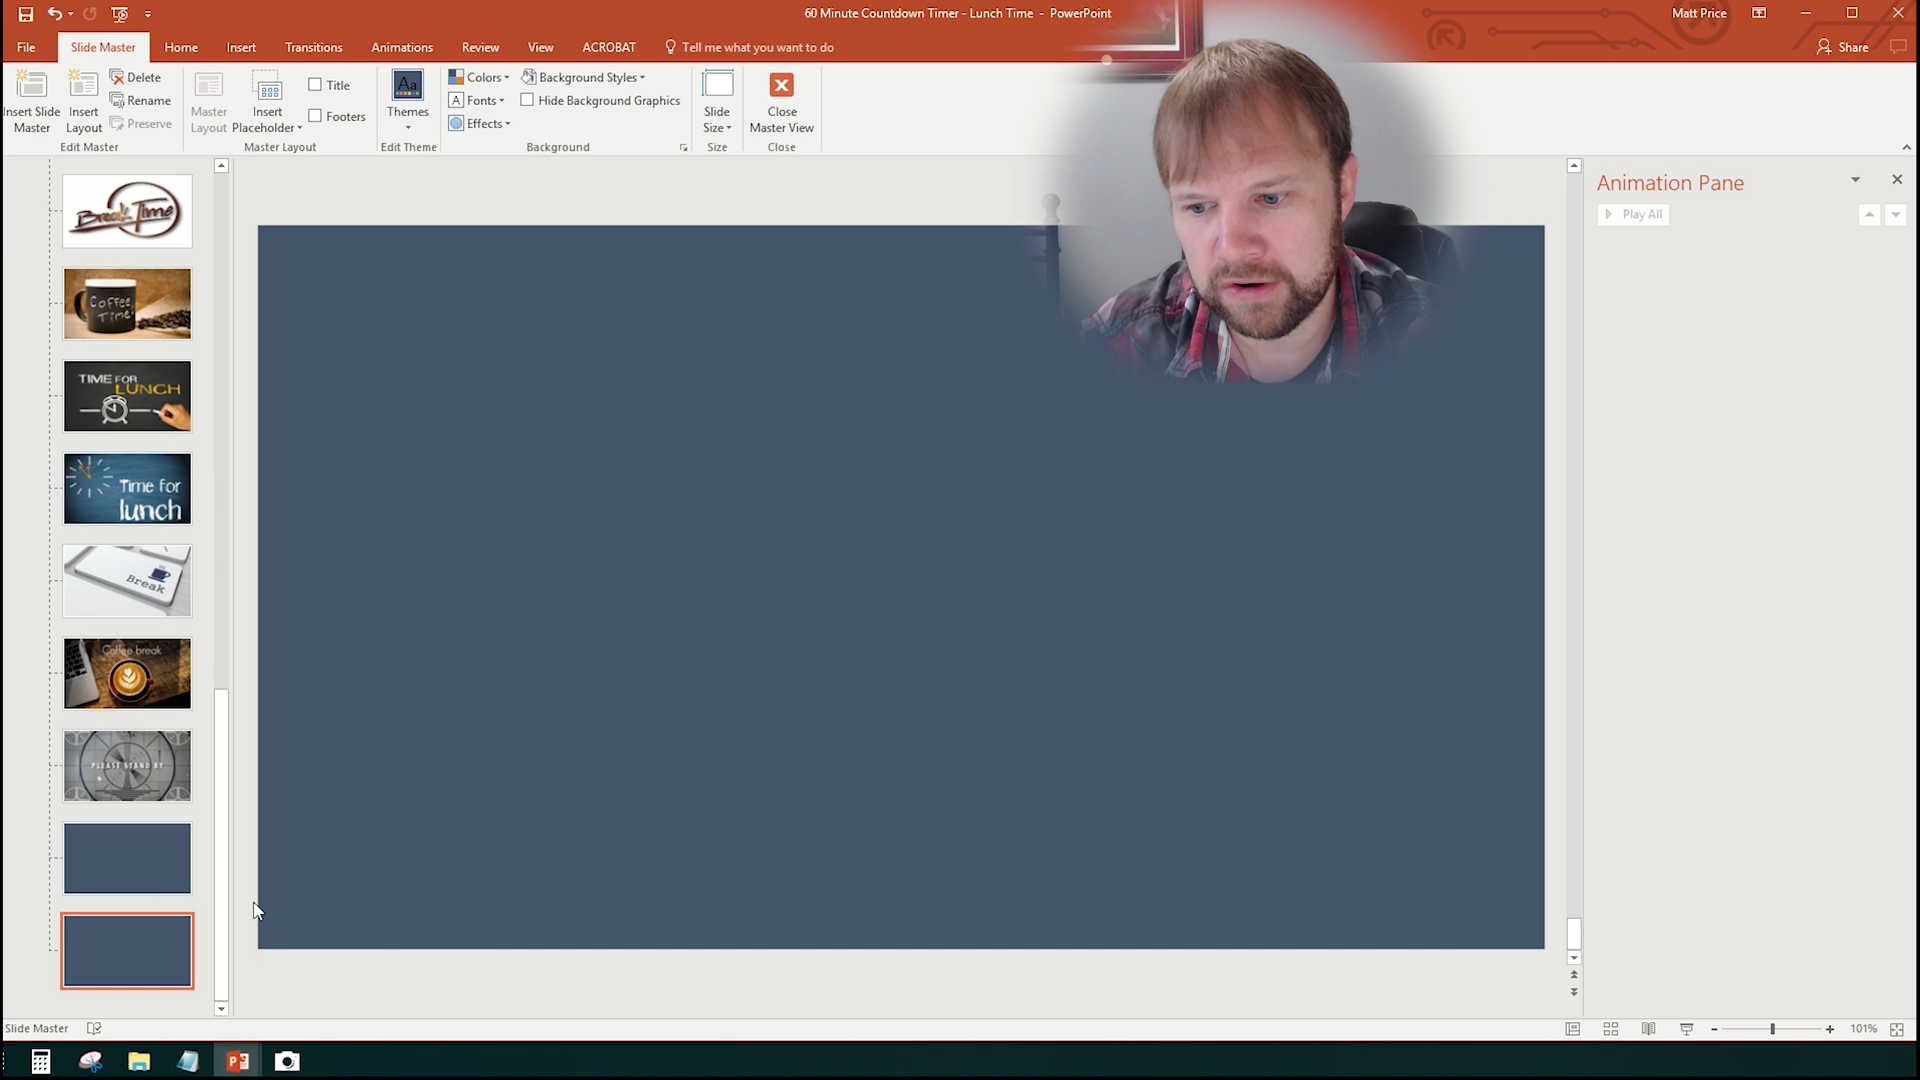 60 Minute Countdown Timer - Lunch Time - PowerPoint
Matt Price
File
Slide Master
Home
Insert
Transitions
Animations
Review
View
ACROBAT
Tell me what you want to do
Share
Insert Slide
Master
Insert
Layout
Delete
Rename
Preserve
Edit Master
Master
Layout
Insert
Placeholder
Title
Footers
Master Layout
Aa
Themes
Edit Theme
Colors
A Fonts
Effects
Background Styles
Hide Background Graphics
Background
Slide
Size
Size
Close
Master View
Close
Break Time
Coffee
Time
TIME FOR
LUNCH
Time for
lunch
Break
Coffee break
PLEASE STAND BY
Animation Pane
Play All
Slide Master
101%